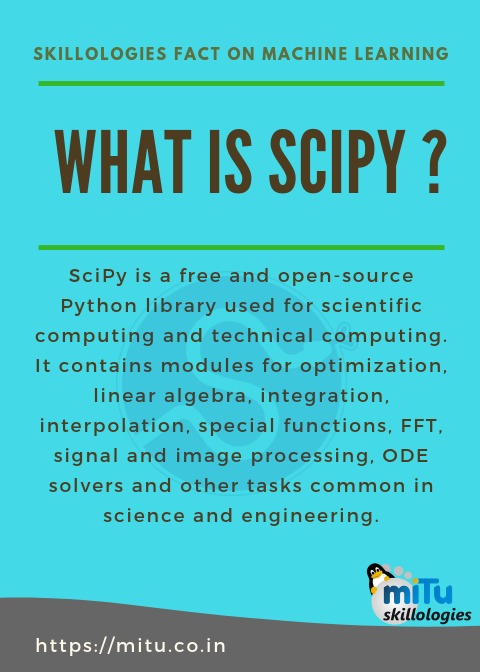 SKILLOLOGIES FACT ON MACHINE LEARNING
WHAT IS SCIPY ?
SciPy is a free and open-source
Python library used for scientific
computing and technical computing.
It contains modules for optimization,
linear algebra, integration,
interpolation, special functions, FFT,
signal and image processing, ODE
solvers and other tasks common in
science and engineering.
miTu
skillologies
https://mitu.co.in